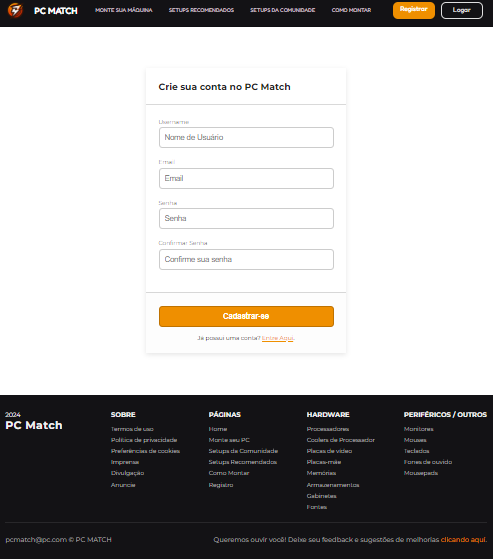 PC MATCH MONTE SUA MÁQUINA SETUPS RECOMENDADOS SETUPS DA COMUNIDADE COMO MONTAR Registrar Logar
Crie sua conta no PC Match
Username
Nome de Usuário
Email
Email
Senha
Senha
Confirmar Senha
Confirme sua senha
Cadastrar-se
Já possui uma conta? Entre Aqui.
2024
PC Match
SOBRE
Termos de uso
Política de privacidade
Preferências de cookies
Imprensa
Divulgação
Anuncie
PÁGINAS
Home
Monte seu PC
Setups da Comunidade
Setups Recomendados
Como Montar
Registro
HARDWARE
Processadores
Coolers de Processador
Placas de vídeo
Placas-mãe
Memórias
Armazenamentos
Gabinetes
Fontes
PERIFÉRICOS / OUTROS
Monitores
Mouses
Teclados
Fones de ouvido
Mousepads
pcmatch@pc.com © PC MATCH
Queremos ouvir você! Deixe seu feedback e sugestões de melhorias clicando aqui.